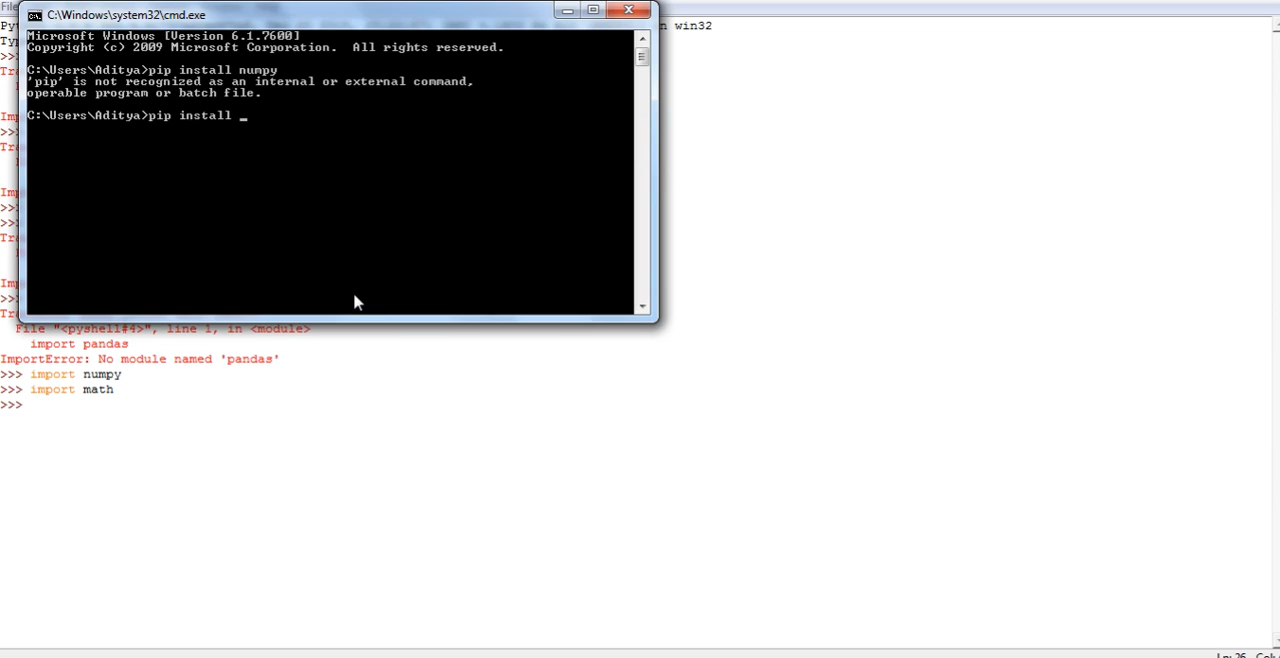 C:\Windows\system32\cmd.exe
Microsoft Windows [Version 6.1.7600]
Copyright (c) 2009 Microsoft Corporation.  All rights reserved.
C:\Users\Aditya>pip install numpy
'pip' is not recognized as an internal or external command,
operable program or batch file.
C:\Users\Aditya>pip install _
n win32
>>
>>
>>
>>
>>
File "<pyshell#4>", line 1, in <module>
import pandas
ImportError: No module named 'pandas'
>>> import numpy
>>> import math
>>>